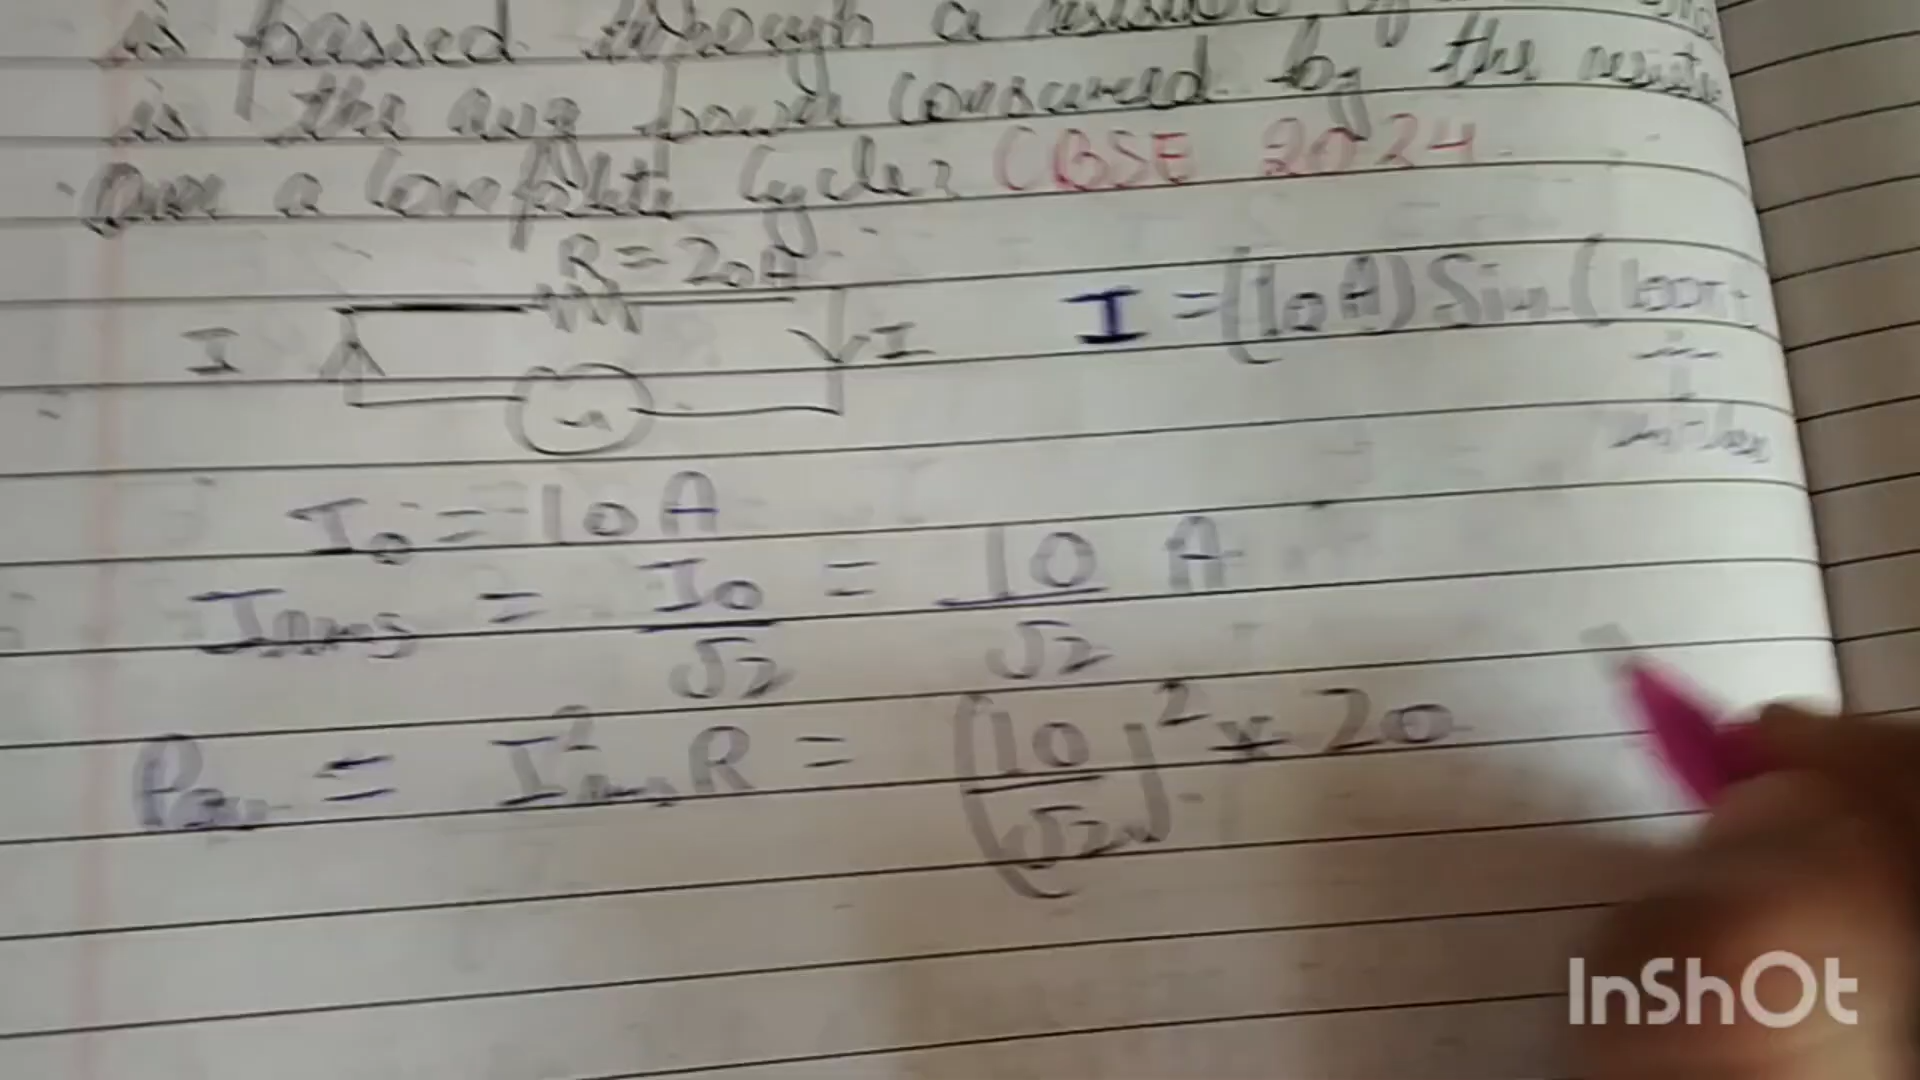 is passed through a
is the avg power consumed by the
Over a complete cycle? CBSE 2024
R = 20
I
I
I = (10A) Sin (100πt
I₀ = 10 A
Irms = I₀/√2 = 10/√2 A
Pav = I²rms R = (10/√2)² × 20
InShOt